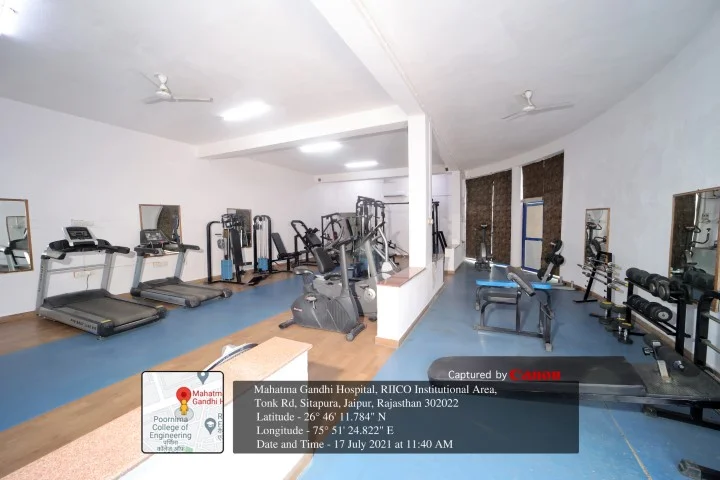 Captured by Canon
Mahatma Gandhi Hospital, RIICO Institutional Area,
Tonk Rd, Sitapura, Jaipur, Rajasthan 302022
Latitude - 26° 46' 11.784" N
Longitude - 75° 51' 24.822" E
Date and Time - 17 July 2021 at 11:40 AM
Mahatm
Gandhi
Poornima
College of
Engineering